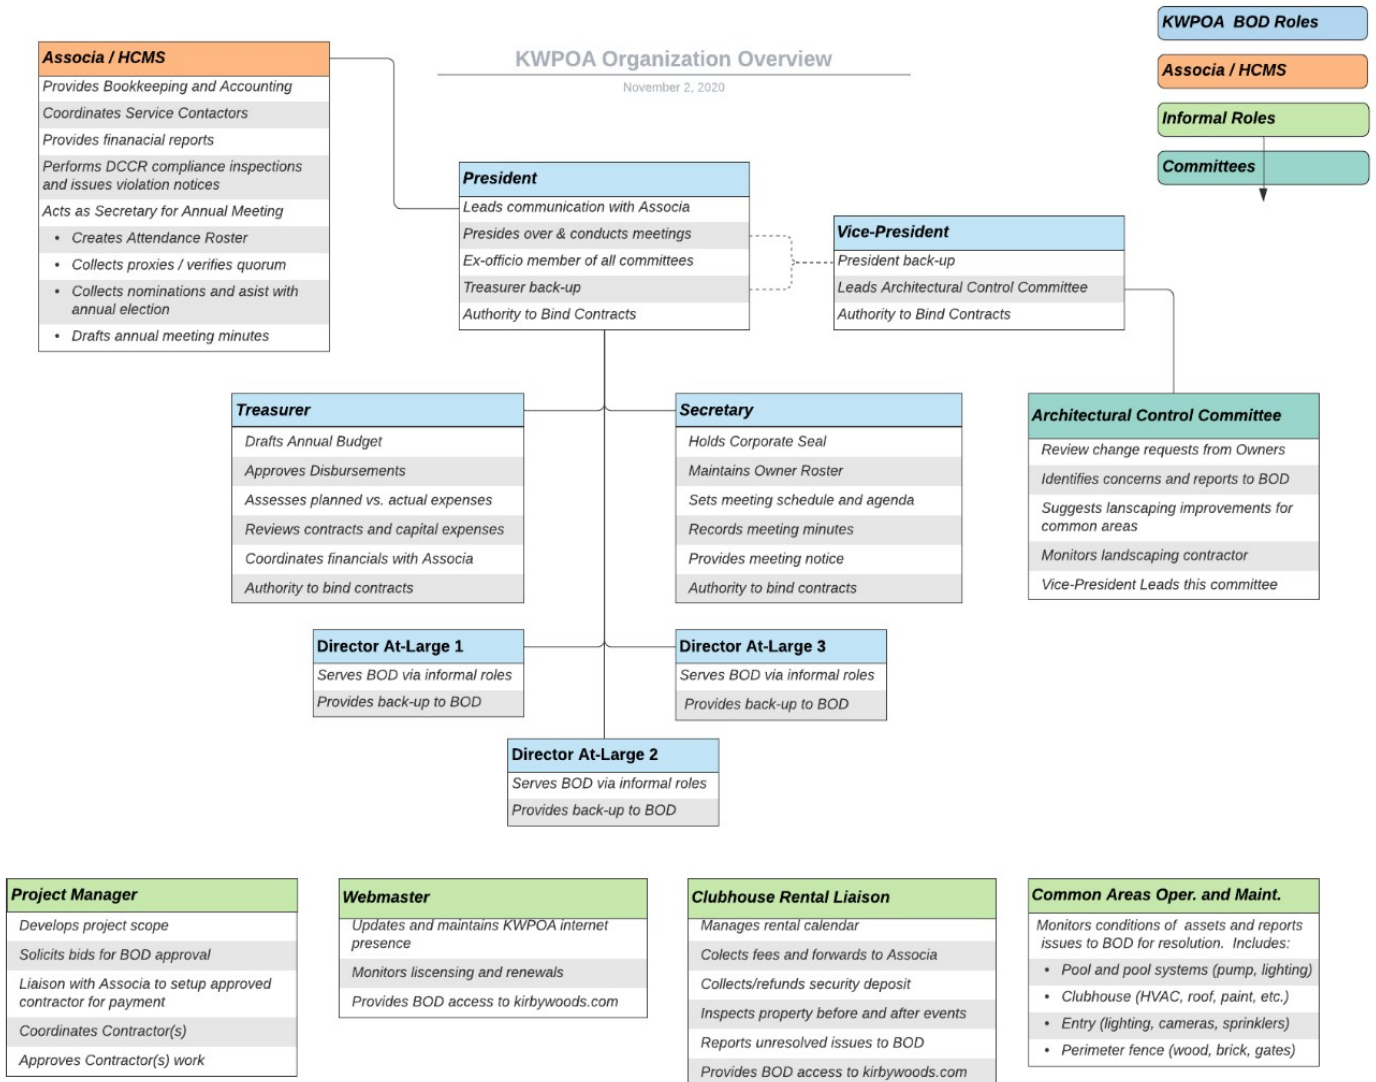 KWPOA Organization Overview
November 2, 2020
KWPOA  BOD Roles
Associa / HCMS
Informal Roles
Committees
Associa / HCMS
Provides Bookkeeping and Accounting
Coordinates Service Contactors
Provides finanacial reports
Performs DCCR compliance inspections
and issues violation notices
Acts as Secretary for Annual Meeting
• Creates Attendance Roster
• Collects proxies / verifies quorum
• Collects nominations and asist with
annual election
• Drafts annual meeting minutes
President
Leads communication with Associa
Presides over & conducts meetings
Ex-officio member of all committees
Treasurer back-up
Authority to Bind Contracts
Vice-President
President back-up
Leads Architectural Control Committee
Authority to Bind Contracts
Treasurer
Drafts Annual Budget
Approves Disbursements
Assesses planned vs. actual expenses
Reviews contracts and capital expenses
Coordinates financials with Associa
Authority to bind contracts
Secretary
Holds Corporate Seal
Maintains Owner Roster
Sets meeting schedule and agenda
Records meeting minutes
Provides meeting notice
Authority to bind contracts
Architectural Control Committee
Review change requests from Owners
Identifies concerns and reports to BOD
Suggests lanscaping improvements for
common areas
Monitors landscaping contractor
Vice-President Leads this committee
Director At-Large 1
Serves BOD via informal roles
Provides back-up to BOD
Director At-Large 3
Serves BOD via informal roles
Provides back-up to BOD
Director At-Large 2
Serves BOD via informal roles
Provides back-up to BOD
Project Manager
Develops project scope
Solicits bids for BOD approval
Liaison with Associa to setup approved
contractor for payment
Coordinates Contractor(s)
Approves Contractor(s) work
Webmaster
Updates and maintains KWPOA internet
presence
Monitors liscensing and renewals
Provides BOD access to kirbywoods.com
Clubhouse Rental Liaison
Manages rental calendar
Colects fees and forwards to Associa
Collects/refunds security deposit
Inspects property before and after events
Reports unresolved issues to BOD
Provides BOD access to kirbywoods.com
Common Areas Oper. and Maint.
Monitors conditions of  assets and reports
issues to BOD for resolution.  Includes:
• Pool and pool systems (pump, lighting)
• Clubhouse (HVAC, roof, paint, etc.)
• Entry (lighting, cameras, sprinklers)
• Perimeter fence (wood, brick, gates)